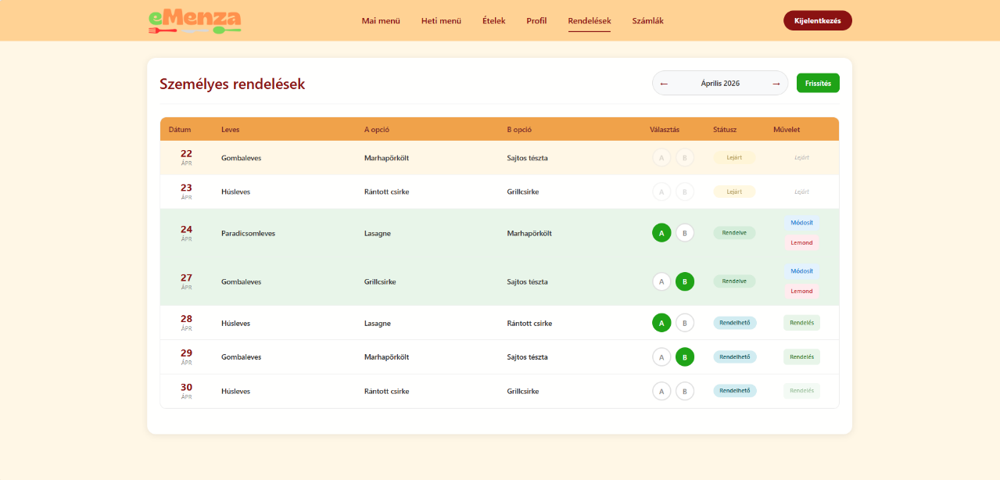 eMenza
Mai menü Heti menü Ételek Profil Rendelések Számlák
Kijelentkezés
Személyes rendelések
← Április 2026 →
Frissítés
Dátum Leves A opció B opció Választás Státusz Művelet
22 ÁPR Gombaleves Marhapörkölt Sajtos tészta A B Lejárt Lejárt
23 ÁPR Húsleves Rántott csirke Grillcsirke A B Lejárt Lejárt
24 ÁPR Paradicsomleves Lasagne Marhapörkölt A B Rendelve Módosít Lemond
27 ÁPR Gombaleves Grillcsirke Sajtos tészta A B Rendelve Módosít Lemond
28 ÁPR Húsleves Lasagne Rántott csirke A B Rendelhető Rendelés
29 ÁPR Gombaleves Marhapörkölt Sajtos tészta A B Rendelhető Rendelés
30 ÁPR Húsleves Rántott csirke Grillcsirke A B Rendelhető Rendelés